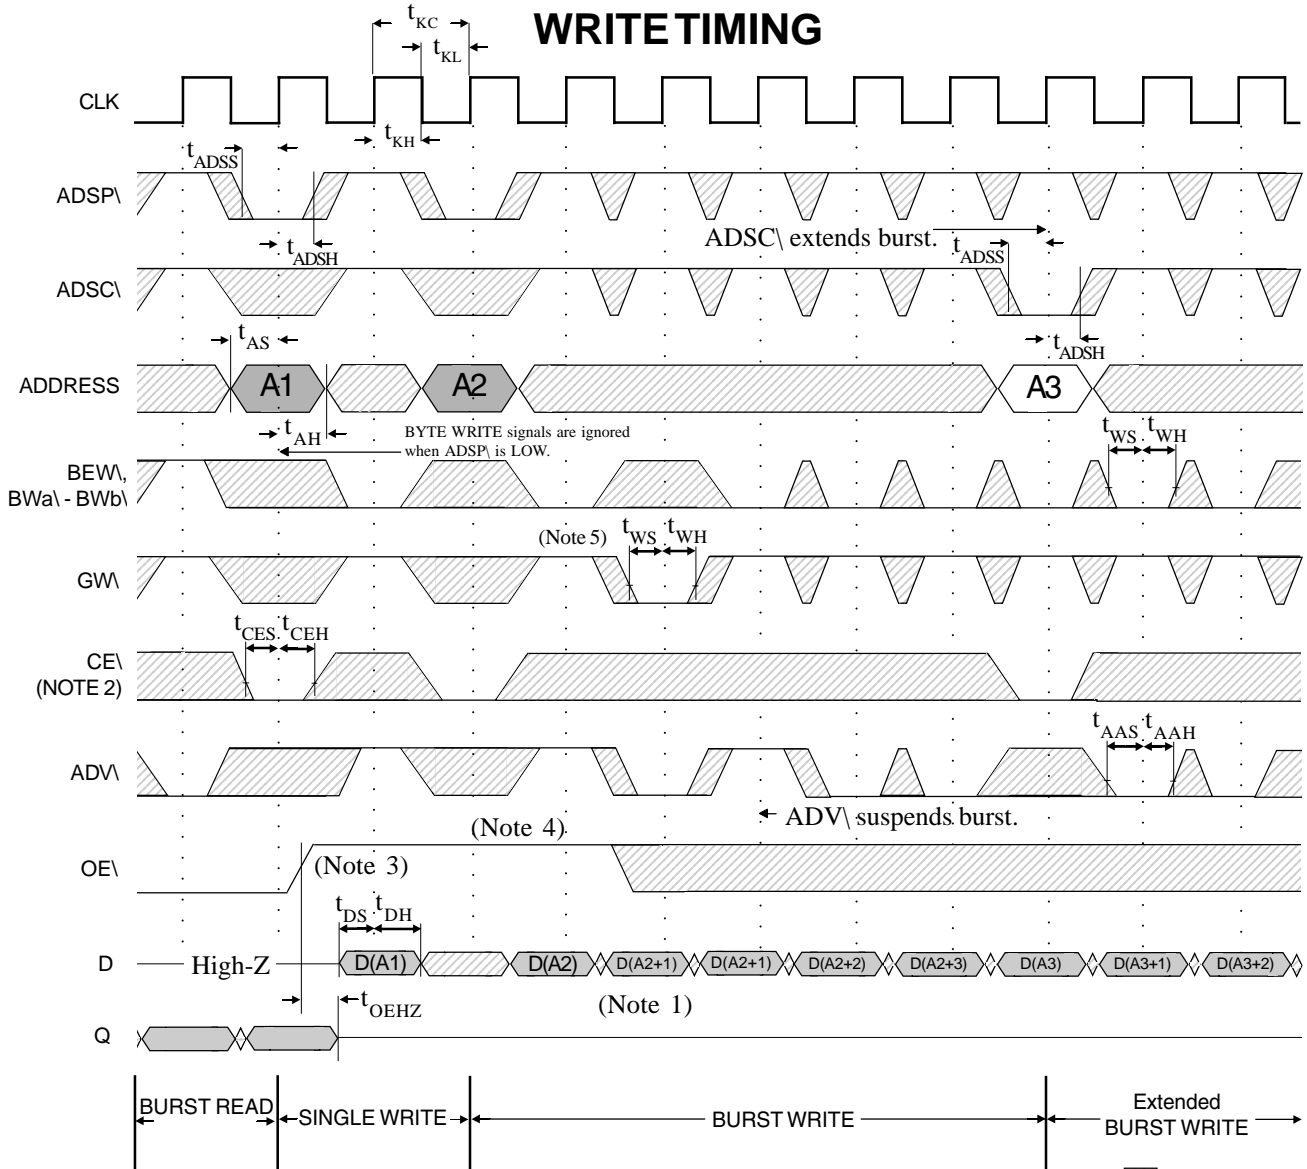 WRITE TIMING
tKC
tKL
CLK
tKH
tADSS
ADSP\
ADSC\ extends burst.
tADSH
tADSS
ADSC\
tAS
tADSH
ADDRESS
A1
A2
A3
tAH
BYTE WRITE signals are ignored
when ADSP\ is LOW.
tWS
tWH
BEW\,
BWa\ - BWb\
(Note 5)
tWS
tWH
GW\
tCES
tCEH
CE\
(NOTE 2)
tAAS
tAAH
ADV\
ADV\ suspends burst.
(Note 4)
OE\
(Note 3)
tDS
tDH
D
High-Z
D(A1)
D(A2)
D(A2+1)
D(A2+1)
D(A2+2)
D(A2+3)
D(A3)
D(A3+1)
D(A3+2)
tOEHZ
(Note 1)
Q
BURST READ
SINGLE WRITE
BURST WRITE
Extended
BURST WRITE